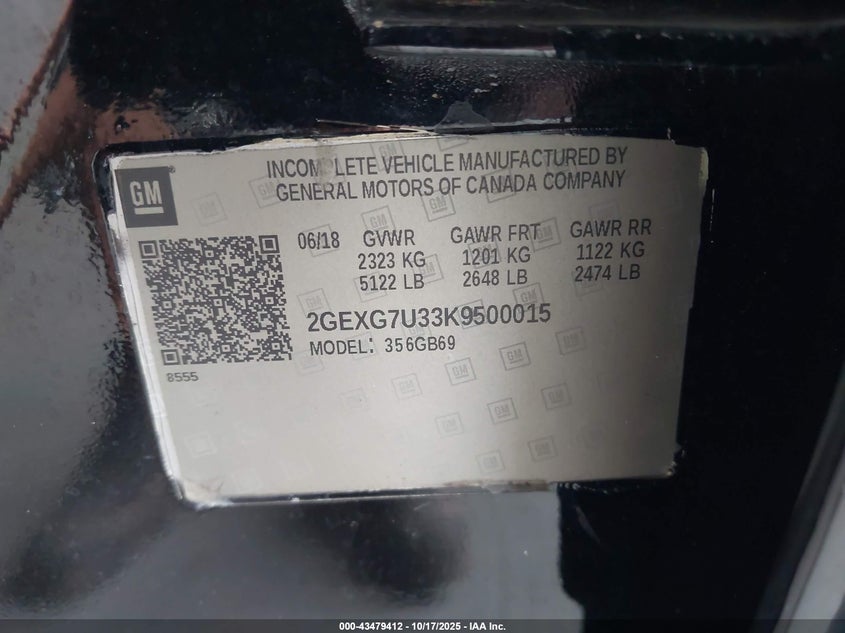 INCOMPLETE VEHICLE MANUFACTURED BY
GENERAL MOTORS OF CANADA COMPANY
GM
06/18 GVWR GAWR FRT GAWR RR
2323 KG 1201 KG 1122 KG
5122 LB 2648 LB 2474 LB
2GEXG7U33K9500015
MODEL: 356GB69
8555
000-43479412 | 10/17/2025 | IAA Inc.